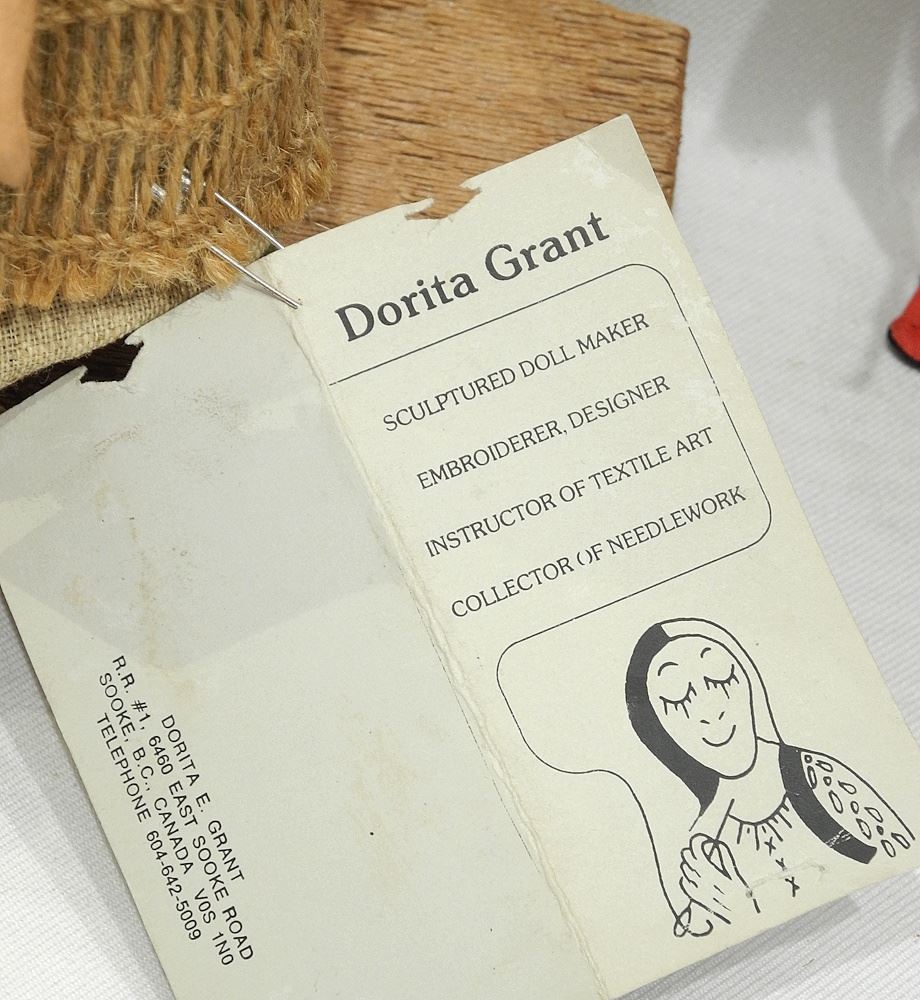 Dorita Grant
SCULPTURED DOLL MAKER
EMBROIDERER, DESIGNER
INSTRUCTOR OF TEXTILE ART
COLLECTOR OF NEEDLEWORK
DORITA E. GRANT
R.R. #1, 6460 EAST SOOKE ROAD
SOOKE, B.C., CANADA V0S 1N0
TELEPHONE 604-642-5009